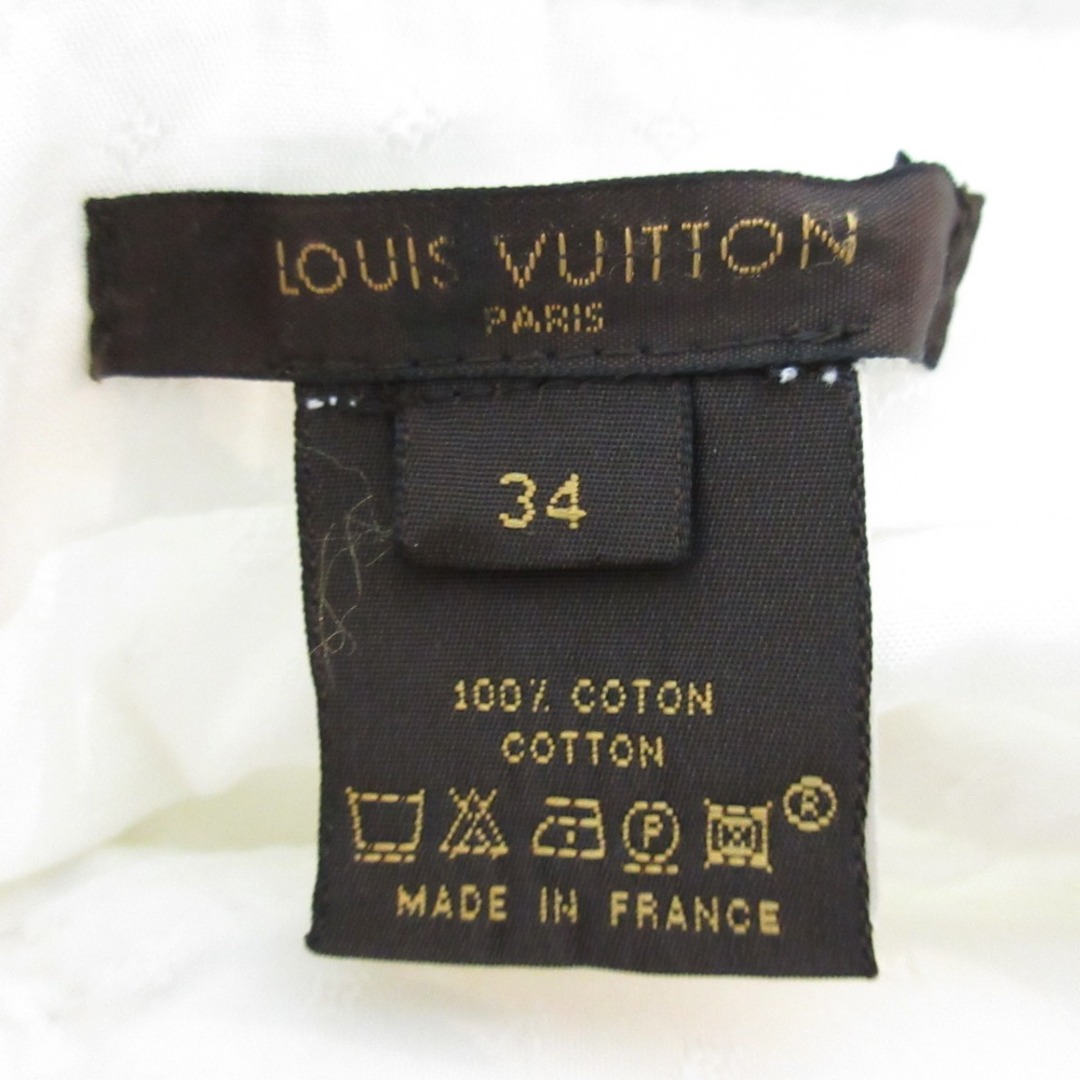 LOUIS VUITTON
PARIS
34
100% COTON
COTTON
P ®
MADE IN FRANCE